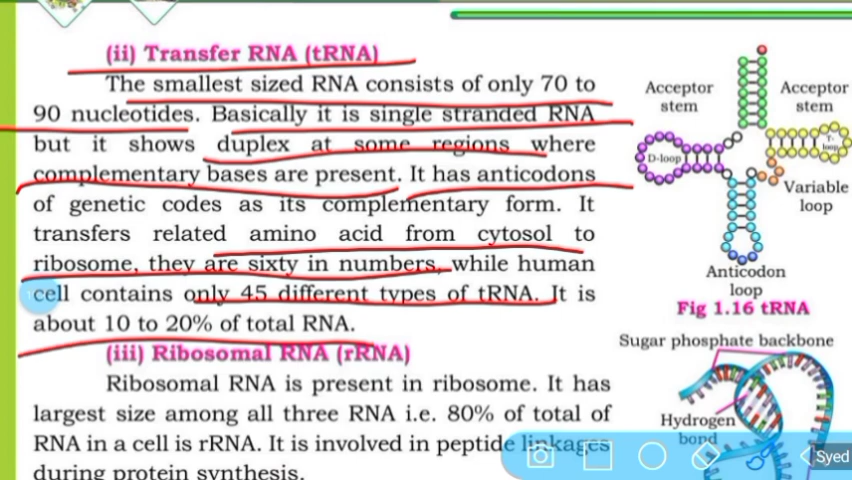 (ii) Transfer RNA (tRNA)
The smallest sized RNA consists of only 70 to
90 nucleotides. Basically it is single stranded RNA
but it shows duplex at some regions where
complementary bases are present. It has anticodons
of genetic codes as its complementary form. It
transfers related amino acid from cytosol to
ribosome, they are sixty in numbers, while human
cell contains only 45 different types of tRNA. It is
about 10 to 20% of total RNA.
(iii) Ribosomal RNA (rRNA)
Ribosomal RNA is present in ribosome. It has
largest size among all three RNA i.e. 80% of total of
RNA in a cell is rRNA. It is involved in peptide linkages
during protein synthesis.
Acceptor
stem
Acceptor
stem
D-loop
T-
loop
Variable
loop
Anticodon
loop
Fig 1.16 tRNA
Sugar phosphate backbone
Hydrogen
bond
Syed